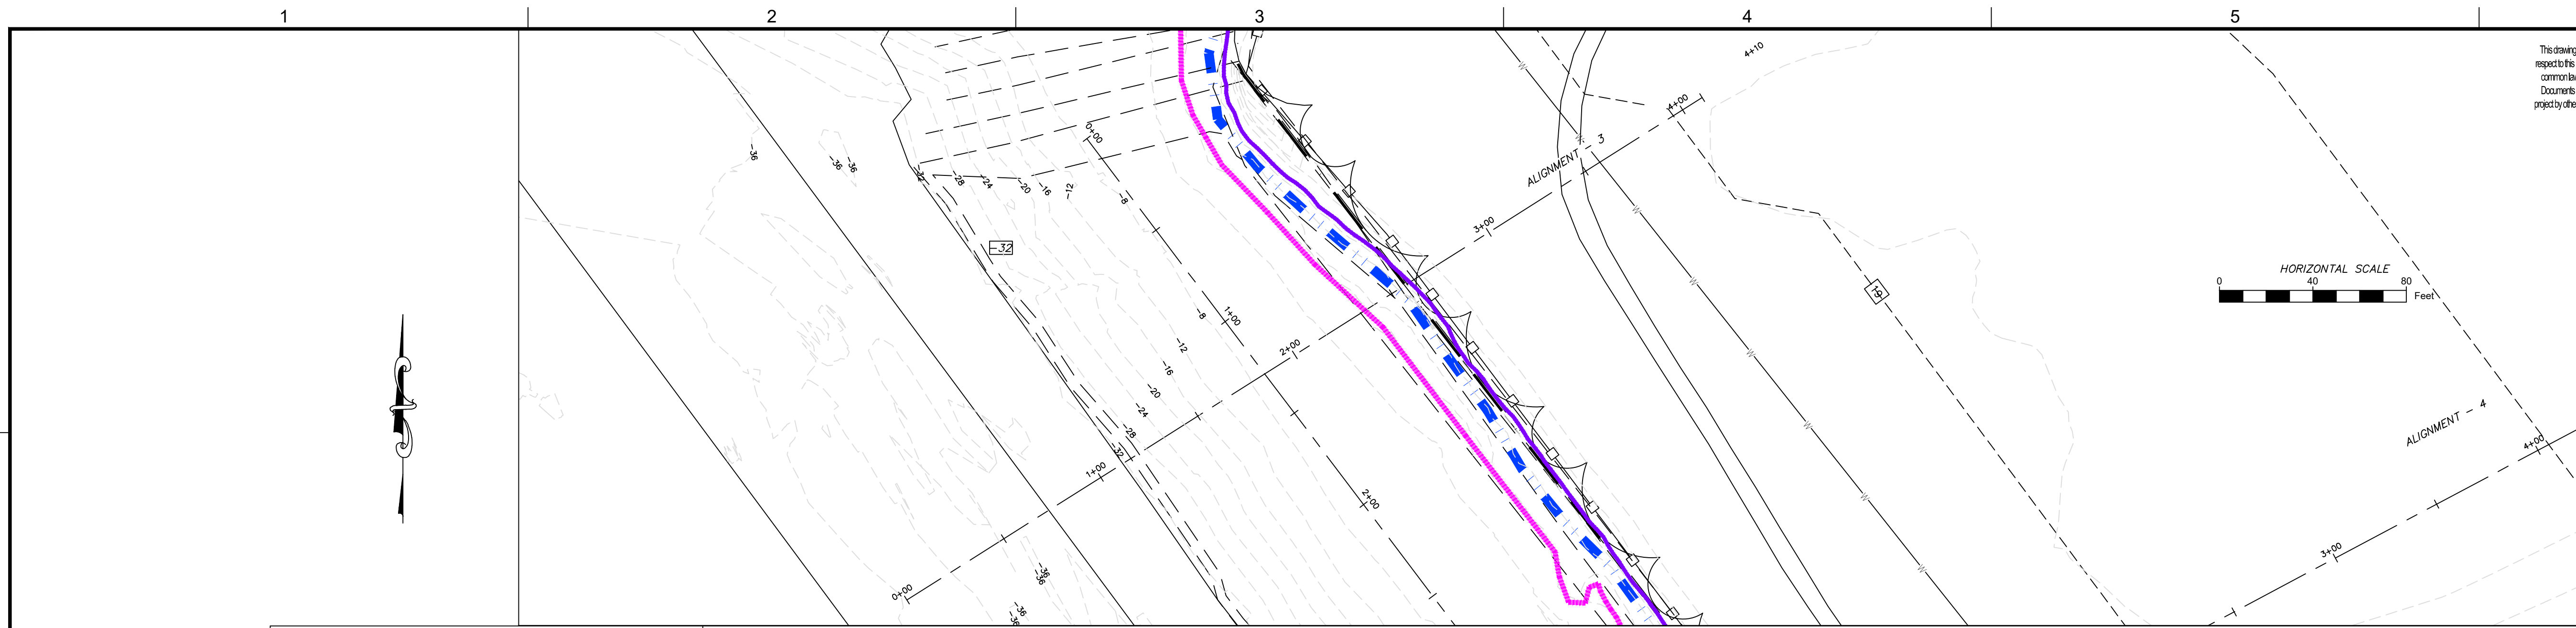 1
2
3
4
5
This drawing
respect to this
common law
Documents
project by othe
4+10
4+00
ALIGNMENT - 3
3+00
2+00
1+00
0+00
0+00
1+00
2+00
-36
-36
-36
-32
-28
-24
-20
-16
-12
-8
-32
-8
-12
-16
-20
-24
-28
-32
-36
-36
-36
-36
W
W
W
W
W
W
W
W
19
HORIZONTAL SCALE
0 40 80
Feet
ALIGNMENT - 4
4+00
3+00